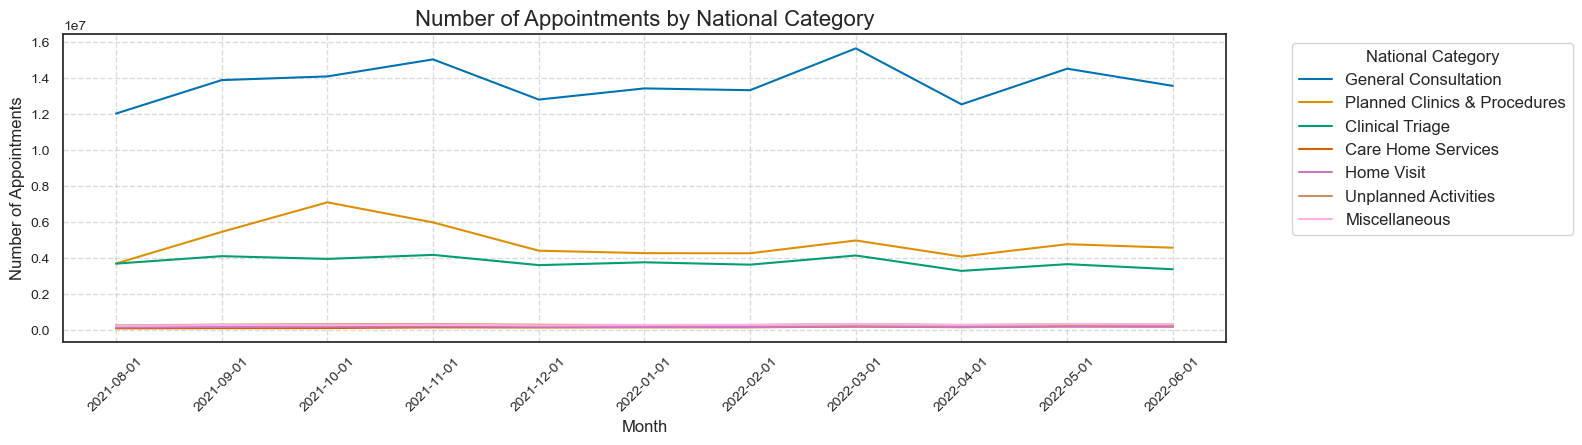 Number of Appointments by National Category
1e7
1.6
1.4
1.2
1.0
0.8
0.6
0.4
0.2
0.0
Number of Appointments
2021-08-01
2021-09-01
2021-10-01
2021-11-01
2021-12-01
2022-01-01
2022-02-01
2022-03-01
2022-04-01
2022-05-01
2022-06-01
Month
National Category
General Consultation
Planned Clinics & Procedures
Clinical Triage
Care Home Services
Home Visit
Unplanned Activities
Miscellaneous